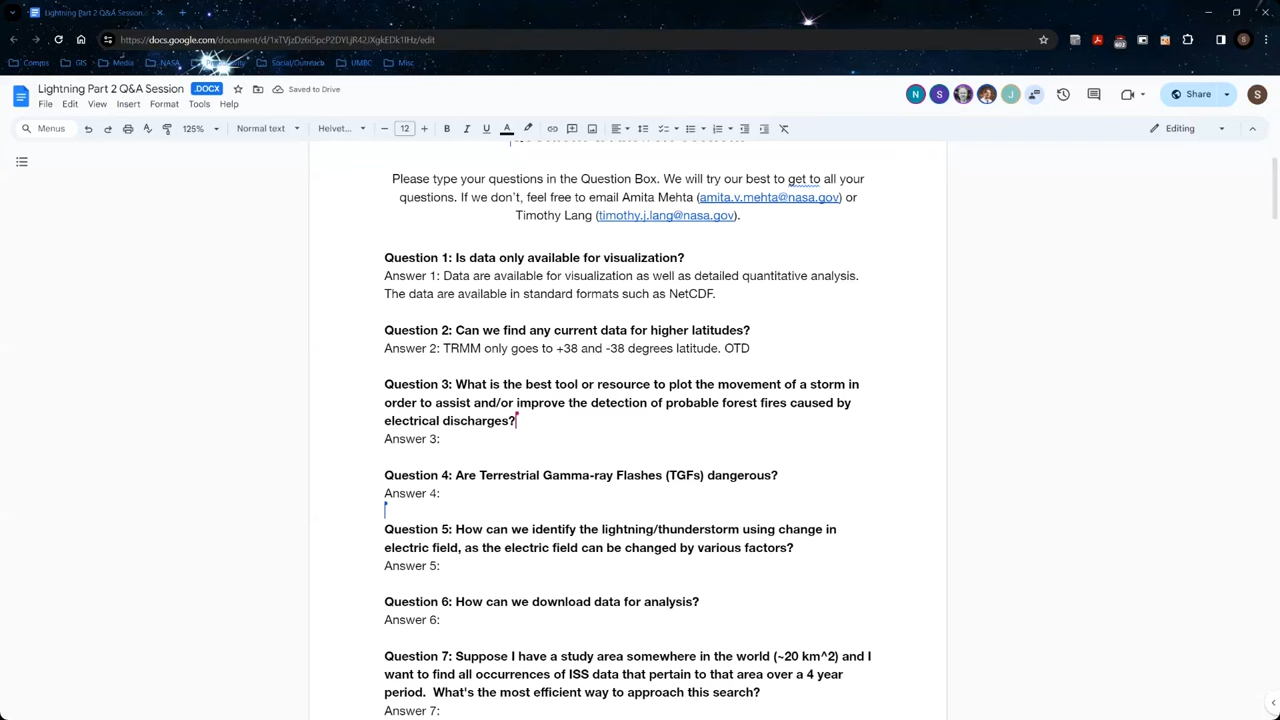 Lightning Part 2 Q&A Session
https://docs.google.com/document/d/1xTVjzDz6i5pcP2DYLjR42JXgkEDk1lHz/edit
Comps GIS Media NASA Social/Outreach UMBC Misc
Lightning Part 2 Q&A Session .DOCX Saved to Drive
File Edit View Insert Format Tools Help
N S J Share S
Menus 125% Normal text Helvet... 12 Editing
Please type your questions in the Question Box. We will try our best to get to all your
questions. If we don't, feel free to email Amita Mehta (amita.v.mehta@nasa.gov) or
Timothy Lang (timothy.j.lang@nasa.gov).
Question 1: Is data only available for visualization?
Answer 1: Data are available for visualization as well as detailed quantitative analysis.
The data are available in standard formats such as NetCDF.
Question 2: Can we find any current data for higher latitudes?
Answer 2: TRMM only goes to +38 and -38 degrees latitude. OTD
Question 3: What is the best tool or resource to plot the movement of a storm in
order to assist and/or improve the detection of probable forest fires caused by
electrical discharges?
Answer 3:
Question 4: Are Terrestrial Gamma-ray Flashes (TGFs) dangerous?
Answer 4:
Question 5: How can we identify the lightning/thunderstorm using change in
electric field, as the electric field can be changed by various factors?
Answer 5:
Question 6: How can we download data for analysis?
Answer 6:
Question 7: Suppose I have a study area somewhere in the world (~20 km^2) and I
want to find all occurrences of ISS data that pertain to that area over a 4 year
period. What's the most efficient way to approach this search?
Answer 7: